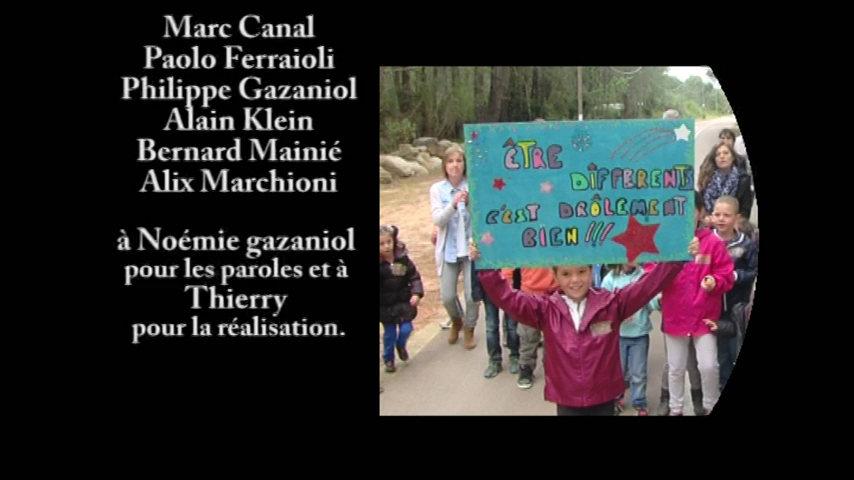 Marc Canal
Paolo Ferraioli
Philippe Gazaniol
Alain Klein
Bernard Mainié
Alix Marchioni
à Noémie gazaniol
pour les paroles et à
Thierry
pour la réalisation.
ÊTRE
DIFFERENTS
C'EST DRÔLEMENT
BIEN !!!